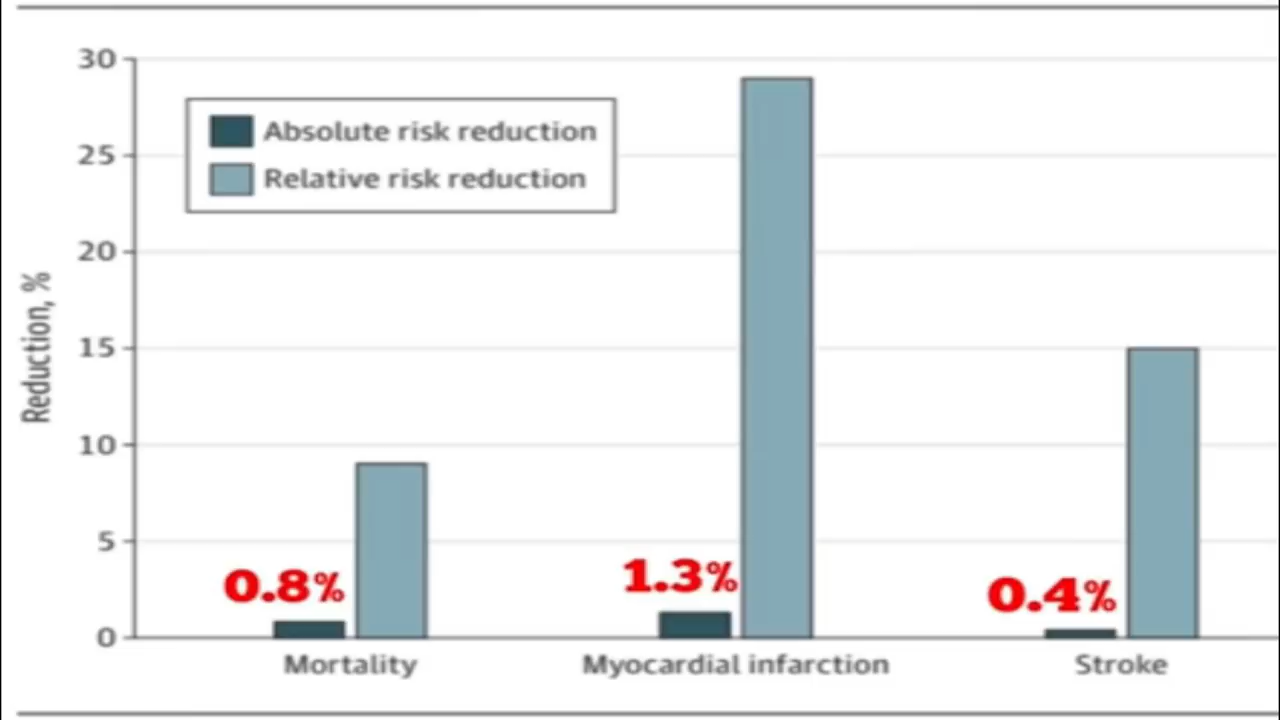 30
25
20
15
10
5
0
Reduction, %
Absolute risk reduction
Relative risk reduction
0.8%
1.3%
0.4%
Mortality
Myocardial infarction
Stroke